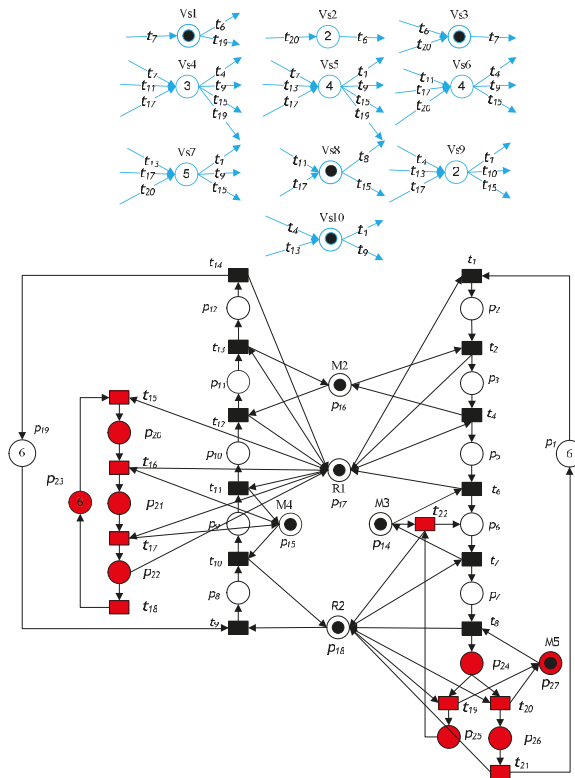 Vs1
t7
t6
t19
Vs2
t20
2
t6
Vs3
t6
t20
t7
Vs4
t7
t11
t17
3
t4
t9
t15
t19
Vs5
t7
t13
t17
4
t1
t9
t15
t19
Vs6
t11
t17
t20
4
t4
t9
t15
Vs7
t13
t17
t20
5
t1
t9
t15
Vs8
t11
t17
t8
t15
Vs9
t4
t13
t17
2
t1
t10
t15
Vs10
t4
t13
t1
t9
t14
t1
p12
p2
t13
M2
t2
p11
p16
p3
t15
t12
t4
p19
p20
p10
p5
p1
6
t16
R1
6
p23
t11
p17
t6
6
p21
M4
M3
t22
p9
p15
p14
p6
t17
t10
t7
p22
p8
R2
p7
t18
t9
p18
t8
M5
p24
p27
t19
t20
p25
p26
t21